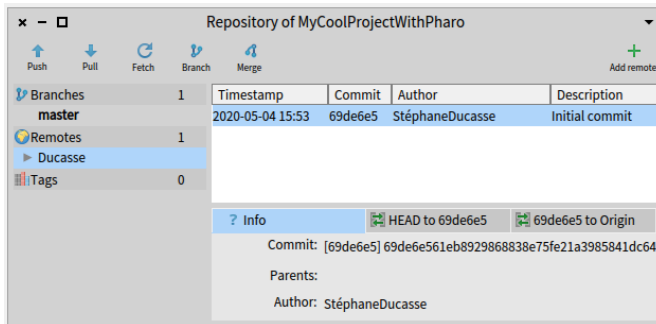 Repository of MyCoolProjectWithPharo
Push Pull Fetch Branch Merge Add remote
Branches 1
master
Remotes 1
Ducasse
Tags 0
Timestamp Commit Author Description
2020-05-04 15:53 69de6e5 StéphaneDucasse Initial commit
? Info HEAD to 69de6e5 69de6e5 to Origin
Commit: [69de6e5] 69de6e561eb8929868838e75fe21a3985841dc64
Parents:
Author: StéphaneDucasse